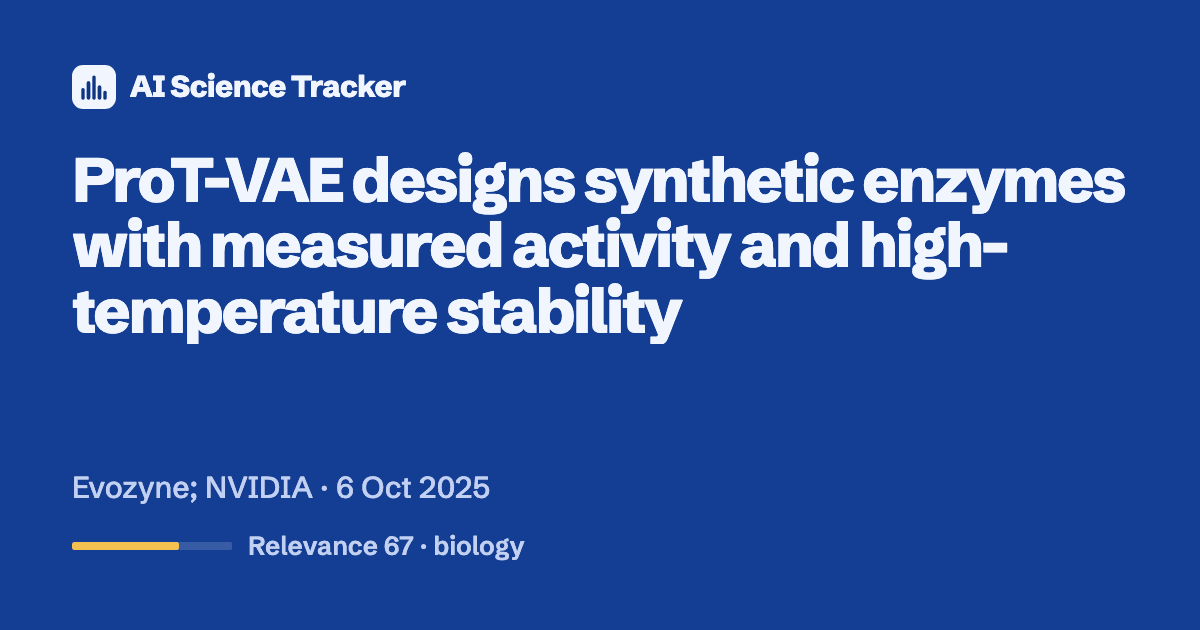 AI Science Tracker
ProT-VAE designs synthetic enzymes
with measured activity and high-
temperature stability
Evozyne; NVIDIA · 6 Oct 2025
Relevance 67 · biology